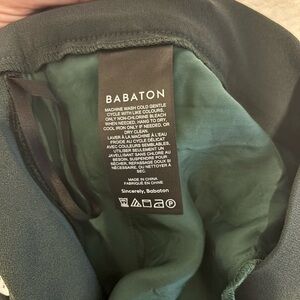 BABATON
MACHINE WASH COLD GENTLE
CYCLE WITH LIKE COLOURS.
ONLY NON-CHLORINE BLEACH
WHEN NEEDED. HANG TO DRY.
COOL IRON ONLY IF NEEDED, OR
DRY CLEAN.
LAVER À LA MACHINE À L'EAU
FROIDE AU CYCLE DÉLICAT
AVEC COULEURS SEMBLABLES.
UTILISER SEULEMENT UN
JAVELLISANT SANS CHLORE AU
BESOIN. SUSPENDRE POUR
SÉCHER. REPASSAGE DOUX SI
NÉCESSAIRE, OU NETTOYER À
SEC.
MADE IN CHINA
FABRIQUÉ EN CHINE
Sincerely, Babaton